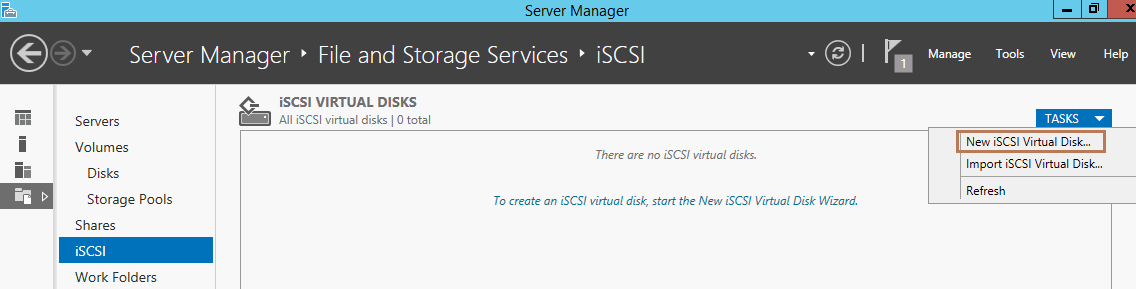 Server Manager
Server Manager ‣ File and Storage Services ‣ iSCSI
1
Manage Tools View Help
Servers
Volumes
Disks
Storage Pools
Shares
iSCSI
Work Folders
iSCSI VIRTUAL DISKS
All iSCSI virtual disks | 0 total
TASKS
New iSCSI Virtual Disk...
Import iSCSI Virtual Disk...
Refresh
There are no iSCSI virtual disks.
To create an iSCSI virtual disk, start the New iSCSI Virtual Disk Wizard.